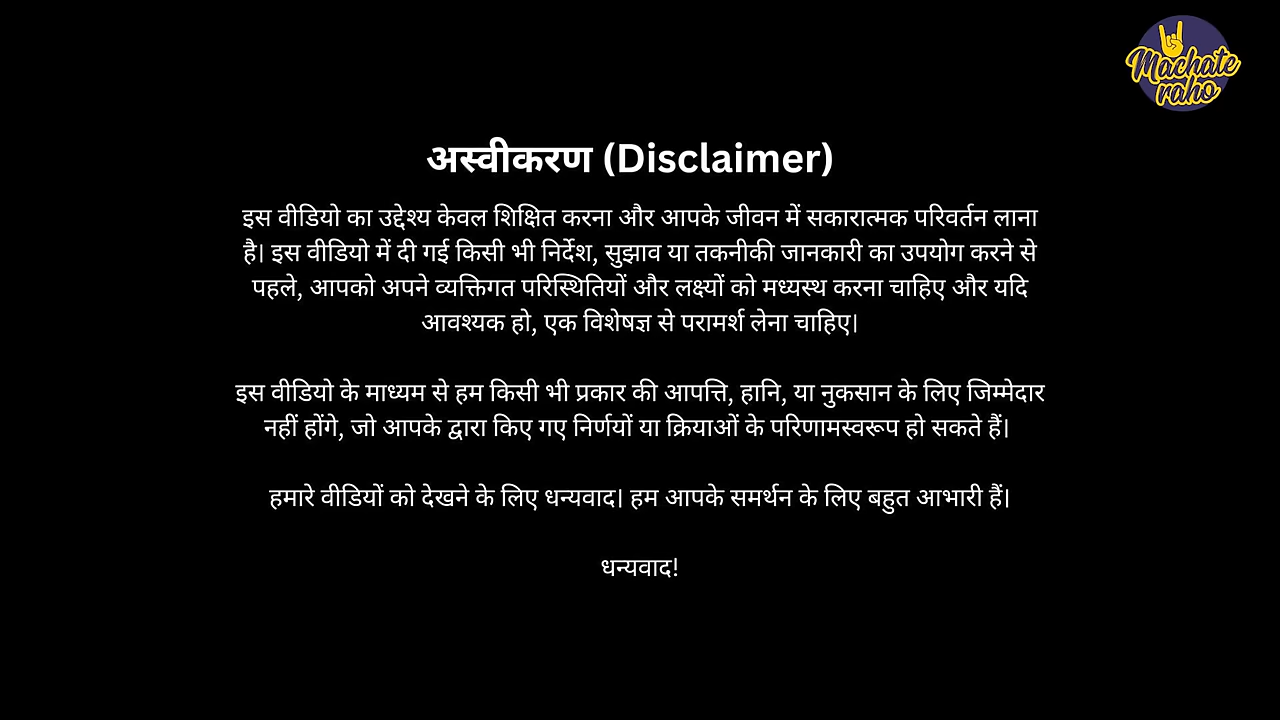 Machate
raho
अस्वीकरण (Disclaimer)
इस वीडियो का उद्देश्य केवल शिक्षित करना और आपके जीवन में सकारात्मक परिवर्तन लाना
है। इस वीडियो में दी गई किसी भी निर्देश, सुझाव या तकनीकी जानकारी का उपयोग करने से
पहले, आपको अपने व्यक्तिगत परिस्थितियों और लक्ष्यों को मध्यस्थ करना चाहिए और यदि
आवश्यक हो, एक विशेषज्ञ से परामर्श लेना चाहिए।
इस वीडियो के माध्यम से हम किसी भी प्रकार की आपत्ति, हानि, या नुकसान के लिए जिम्मेदार
नहीं होंगे, जो आपके द्वारा किए गए निर्णयों या क्रियाओं के परिणामस्वरूप हो सकते हैं।
हमारे वीडियों को देखने के लिए धन्यवाद। हम आपके समर्थन के लिए बहुत आभारी हैं।
धन्यवाद!